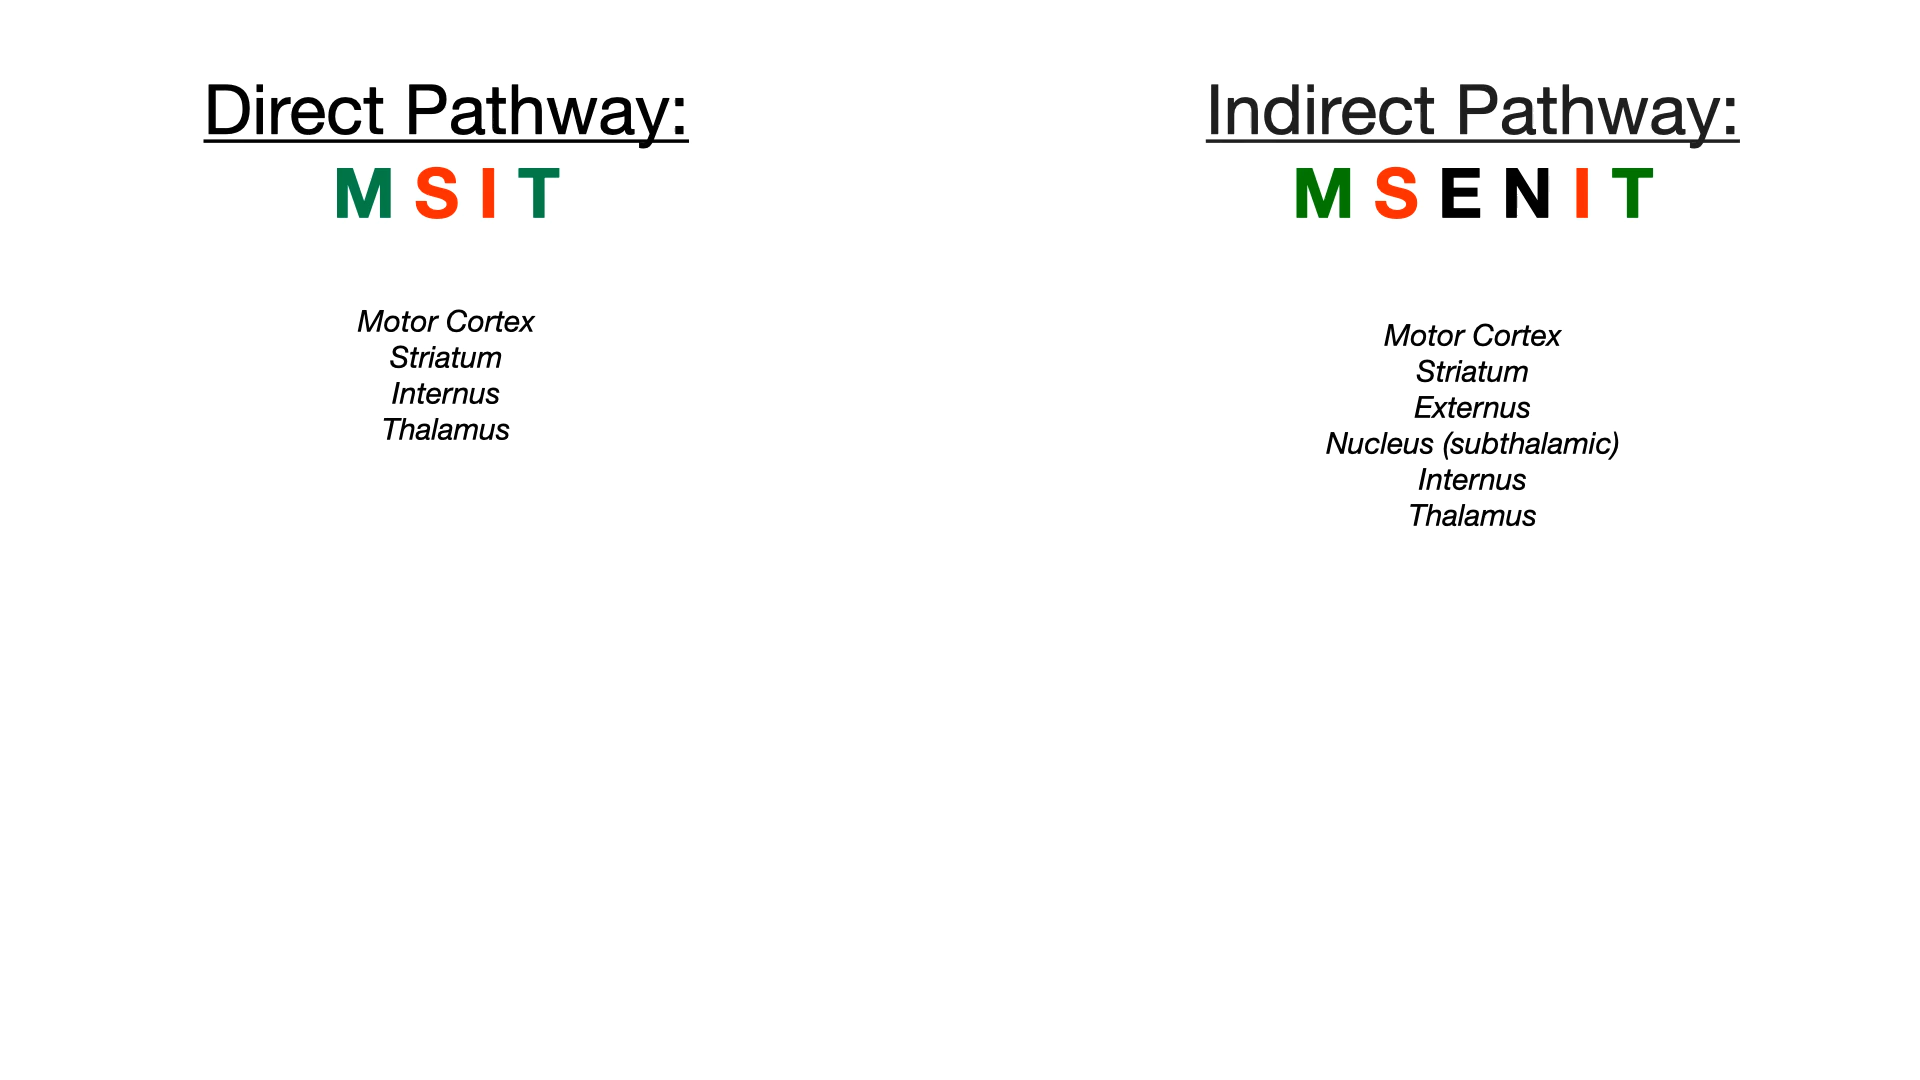 Direct Pathway:
M S I T
Motor Cortex
Striatum
Internus
Thalamus
Indirect Pathway:
M S E N I T
Motor Cortex
Striatum
Externus
Nucleus (subthalamic)
Internus
Thalamus